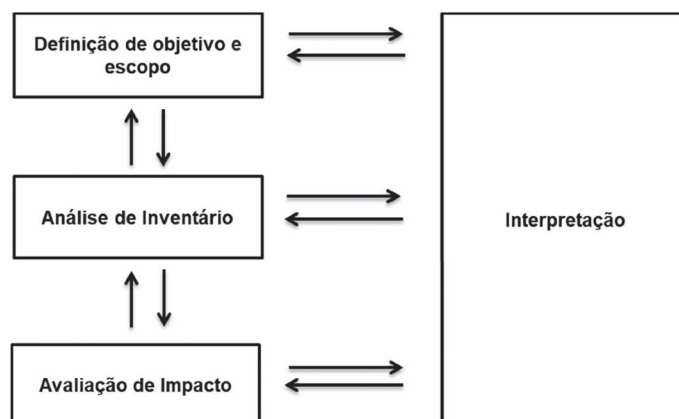 Definição de objetivo e
escopo
Análise de Inventário
Interpretação
Avaliação de Impacto